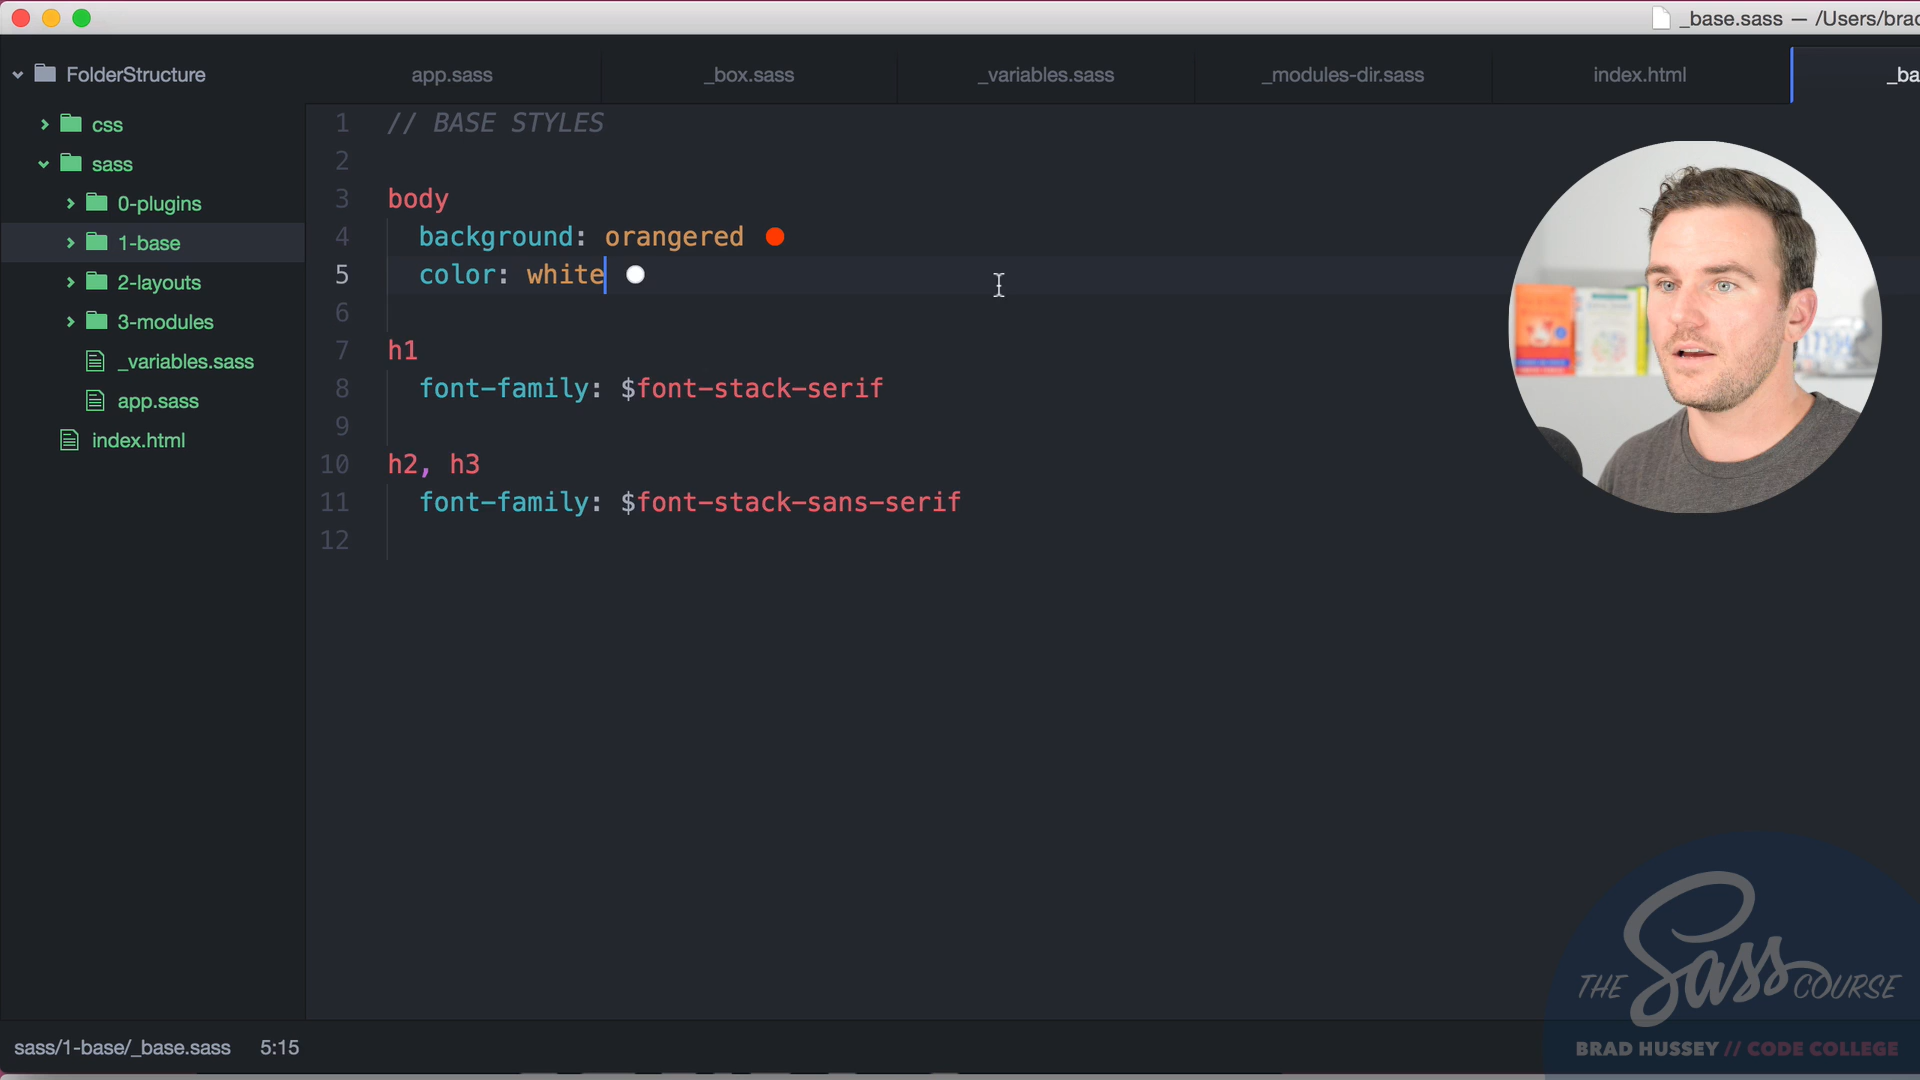 _base.sass — /Users/brad
FolderStructure
css
sass
0-plugins
1-base
2-layouts
3-modules
_variables.sass
app.sass
index.html
app.sass
_box.sass
_variables.sass
_modules-dir.sass
index.html
_ba
1 // BASE STYLES
2
3 body
4 background: orangered
5 color: white
6
7 h1
8 font-family: $font-stack-serif
9
10 h2, h3
11 font-family: $font-stack-sans-serif
12
THE Sass COURSE
BRAD HUSSEY // CODE COLLEGE
sass/1-base/_base.sass 5:15